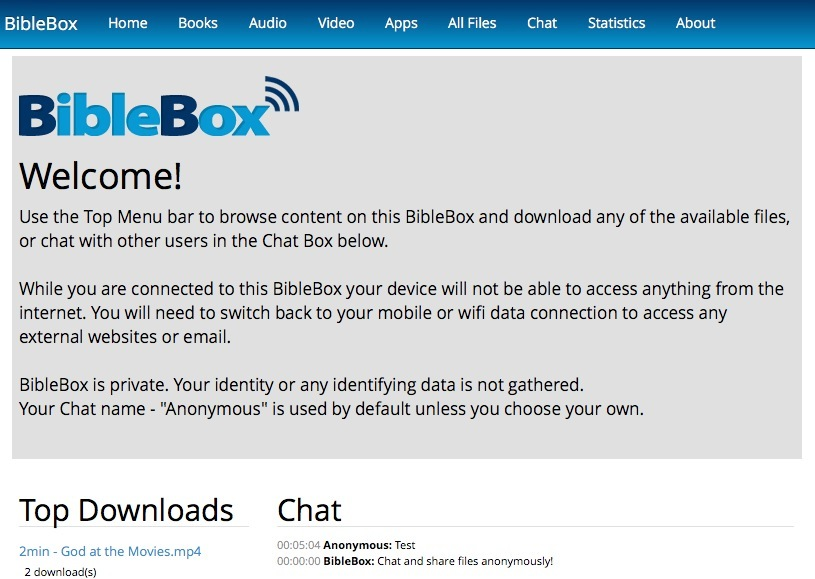 BibleBox Home Books Audio Video Apps All Files Chat Statistics About
BibleBox
Welcome!
Use the Top Menu bar to browse content on this BibleBox and download any of the available files,
or chat with other users in the Chat Box below.
While you are connected to this BibleBox your device will not be able to access anything from the
internet. You will need to switch back to your mobile or wifi data connection to access any
external websites or email.
BibleBox is private. Your identity or any identifying data is not gathered.
Your Chat name - "Anonymous" is used by default unless you choose your own.
Top Downloads
2min - God at the Movies.mp4
2 download(s)
Chat
00:05:04 Anonymous: Test
00:00:00 BibleBox: Chat and share files anonymously!